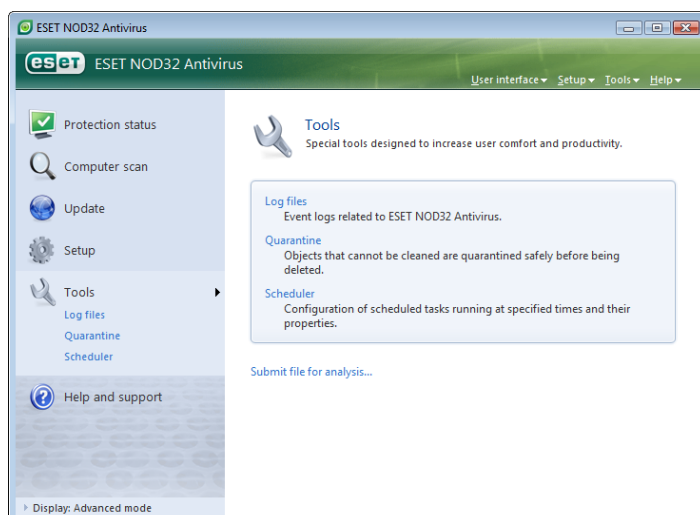 ESET NOD32 Antivirus
eset ESET NOD32 Antivirus
User interface Setup Tools Help
Protection status
Computer scan
Update
Setup
Tools
Log files
Quarantine
Scheduler
Help and support
Display: Advanced mode
Tools
Special tools designed to increase user comfort and productivity.
Log files
Event logs related to ESET NOD32 Antivirus.
Quarantine
Objects that cannot be cleaned are quarantined safely before being
deleted.
Scheduler
Configuration of scheduled tasks running at specified times and their
properties.
Submit file for analysis...